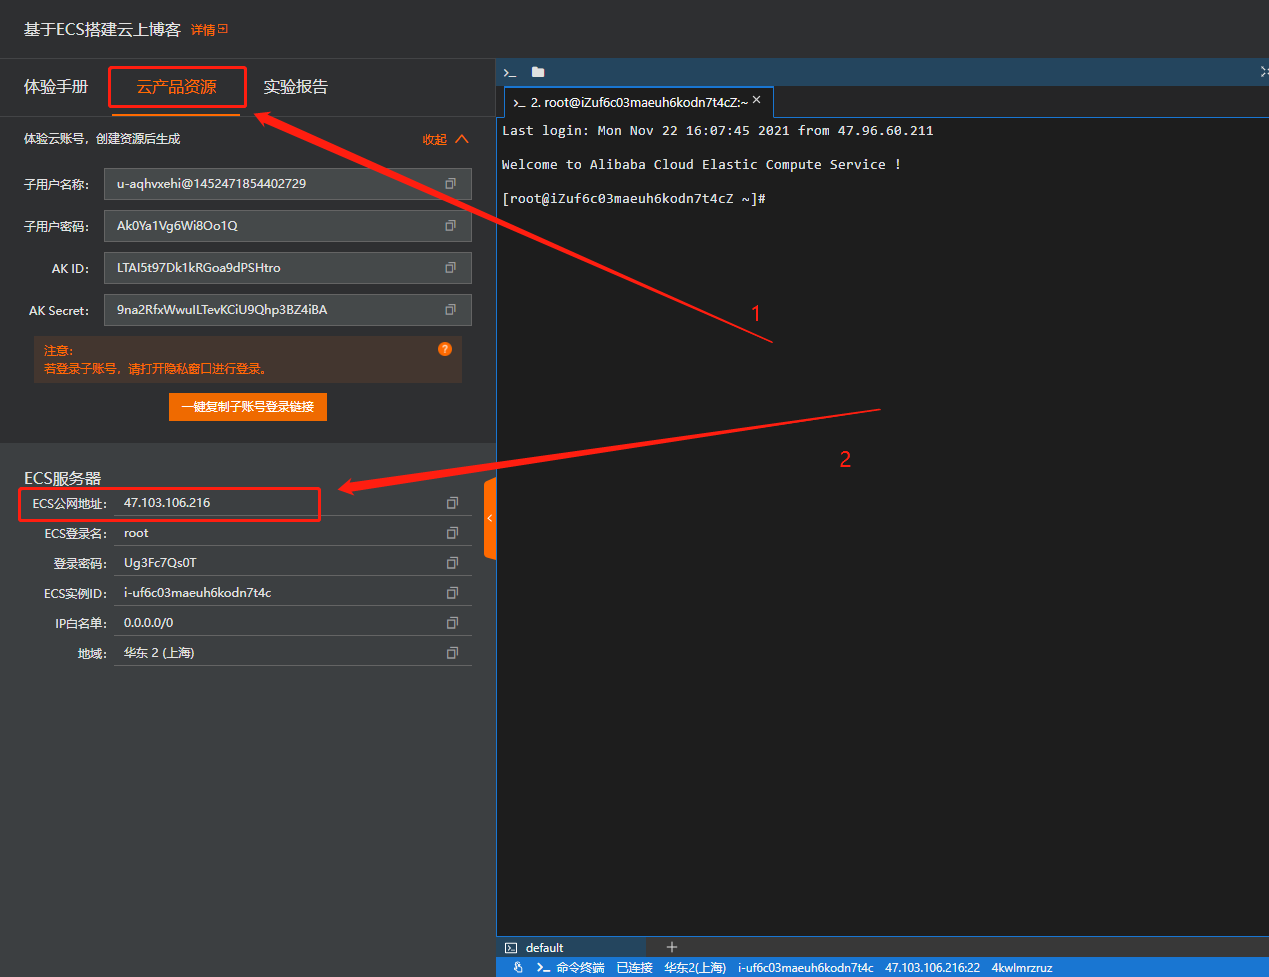 基于ECS搭建云上博客 详情
体验手册 云产品资源 实验报告
体验云账号，创建资源后生成 收起
子用户名称： u-aqhvxehi@1452471854402729
子用户密码： Ak0Ya1Vg6Wi8Oo1Q
AK ID： LTAI5t97Dk1kRGoa9dPSHtro
AK Secret： 9na2RfxWwuILTevKCiU9Qhp3BZ4iBA
注意：
若登录子账号，请打开隐私窗口进行登录。
一键复制子账号登录链接
ECS服务器
ECS公网地址： 47.103.106.216
ECS登录名： root
登录密码： Ug3Fc7Qs0T
ECS实例ID： i-uf6c03maeuh6kodn7t4c
IP白名单： 0.0.0.0/0
地域： 华东 2 (上海)
2. root@iZuf6c03maeuh6kodn7t4cZ:~
Last login: Mon Nov 22 16:07:45 2021 from 47.96.60.211
Welcome to Alibaba Cloud Elastic Compute Service !
[root@iZuf6c03maeuh6kodn7t4cZ ~]#
1
2
default
命令终端 已连接 华东2(上海) i-uf6c03maeuh6kodn7t4c 47.103.106.216:22 4kwlmrzruz